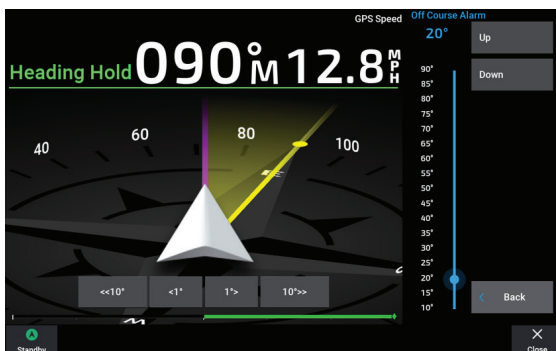 GPS Speed
Off Course Alarm
20°
Heading Hold 090°M 12.8 MPH
Up
Down
90°
85°
80°
75°
70°
65°
60°
55°
50°
45°
40°
35°
30°
25°
20°
15°
10°
40 60 80 100
<<10° <1° 1°> 10°>>
Back
A
Standby
Close